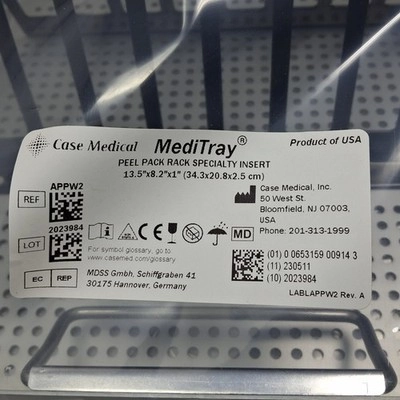 Case Medical MediTray® Product of USA
PEEL PACK RACK SPECIALTY INSERT
13.5"x8.2"x1" (34.3x20.8x2.5 cm)
REF
APPW2
LOT
2023984
Case Medical, Inc.
50 West St.
Bloomfield, NJ 07003,
USA
Phone: 201-313-1999
CE
MD
For symbol glossary, go to:
www.casemed.com/glossary
EC REP
MDSS Gmbh, Schiffgraben 41
30175 Hannover, Germany
(01) 0 0653159 00914 3
(11) 230511
(10) 2023984
LABLAPPW2 Rev. A